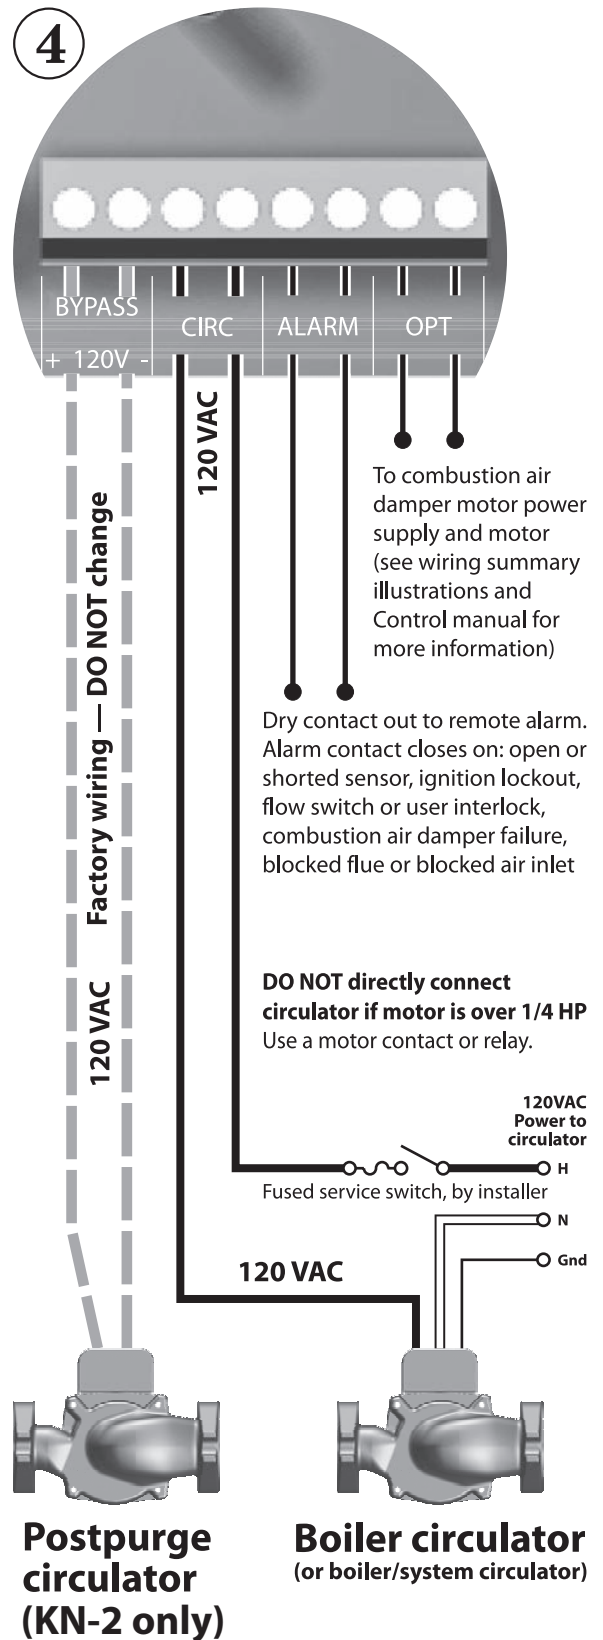 4
BYPASS
CIRC
ALARM
OPT
+ 120V -
120 VAC
Factory wiring — DO NOT change
120 VAC
To combustion air
damper motor power
supply and motor
(see wiring summary
illustrations and
Control manual for
more information)
Dry contact out to remote alarm.
Alarm contact closes on: open or
shorted sensor, ignition lockout,
flow switch or user interlock,
combustion air damper failure,
blocked flue or blocked air inlet
DO NOT directly connect
circulator if motor is over 1/4 HP
Use a motor contact or relay.
120VAC
Power to
circulator
H
Fused service switch, by installer
N
Gnd
120 VAC
Postpurge
circulator
(KN-2 only)
Boiler circulator
(or boiler/system circulator)